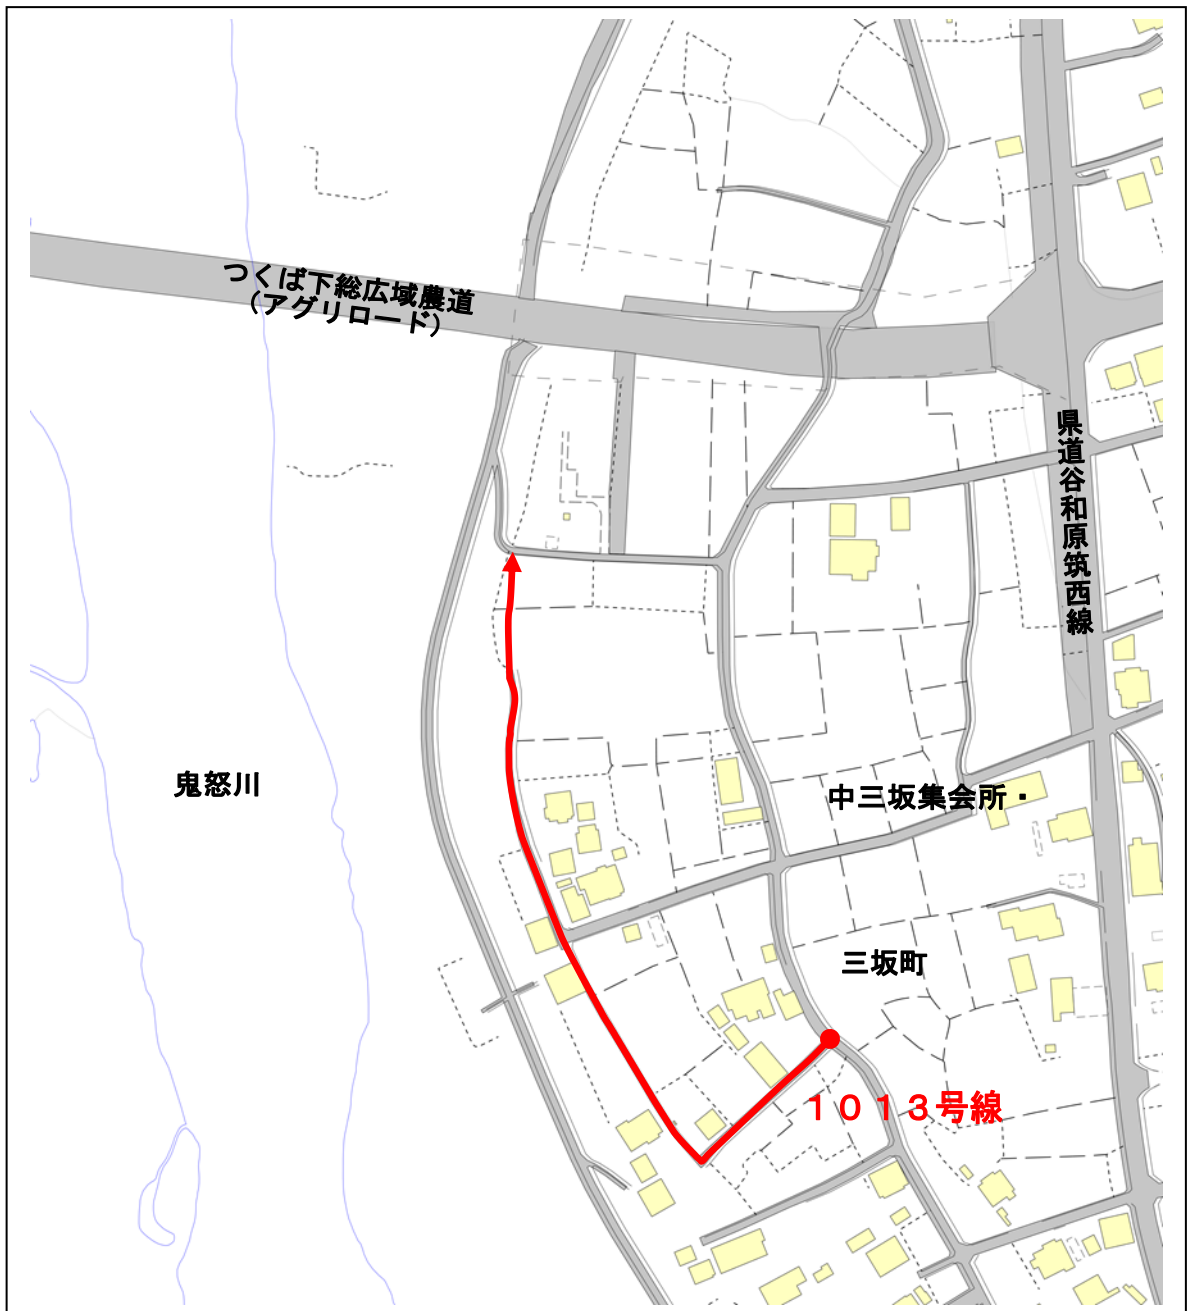 つくば下総広域農道
（アグリロード）
県道谷和原筑西線
鬼怒川
中三坂集会所・
三坂町
１０１３号線